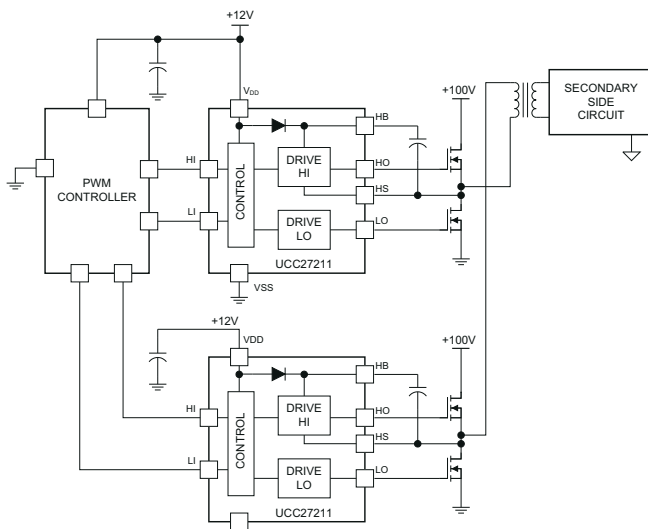 +12V
+100V
SECONDARY
SIDE
CIRCUIT
VDD
HB
PWM
CONTROLLER
HI
CONTROL
DRIVE
HI
HO
HS
LI
DRIVE
LO
LO
UCC27211
VSS
+12V
VDD
+100V
HB
HI
CONTROL
DRIVE
HI
HO
HS
LI
DRIVE
LO
LO
UCC27211